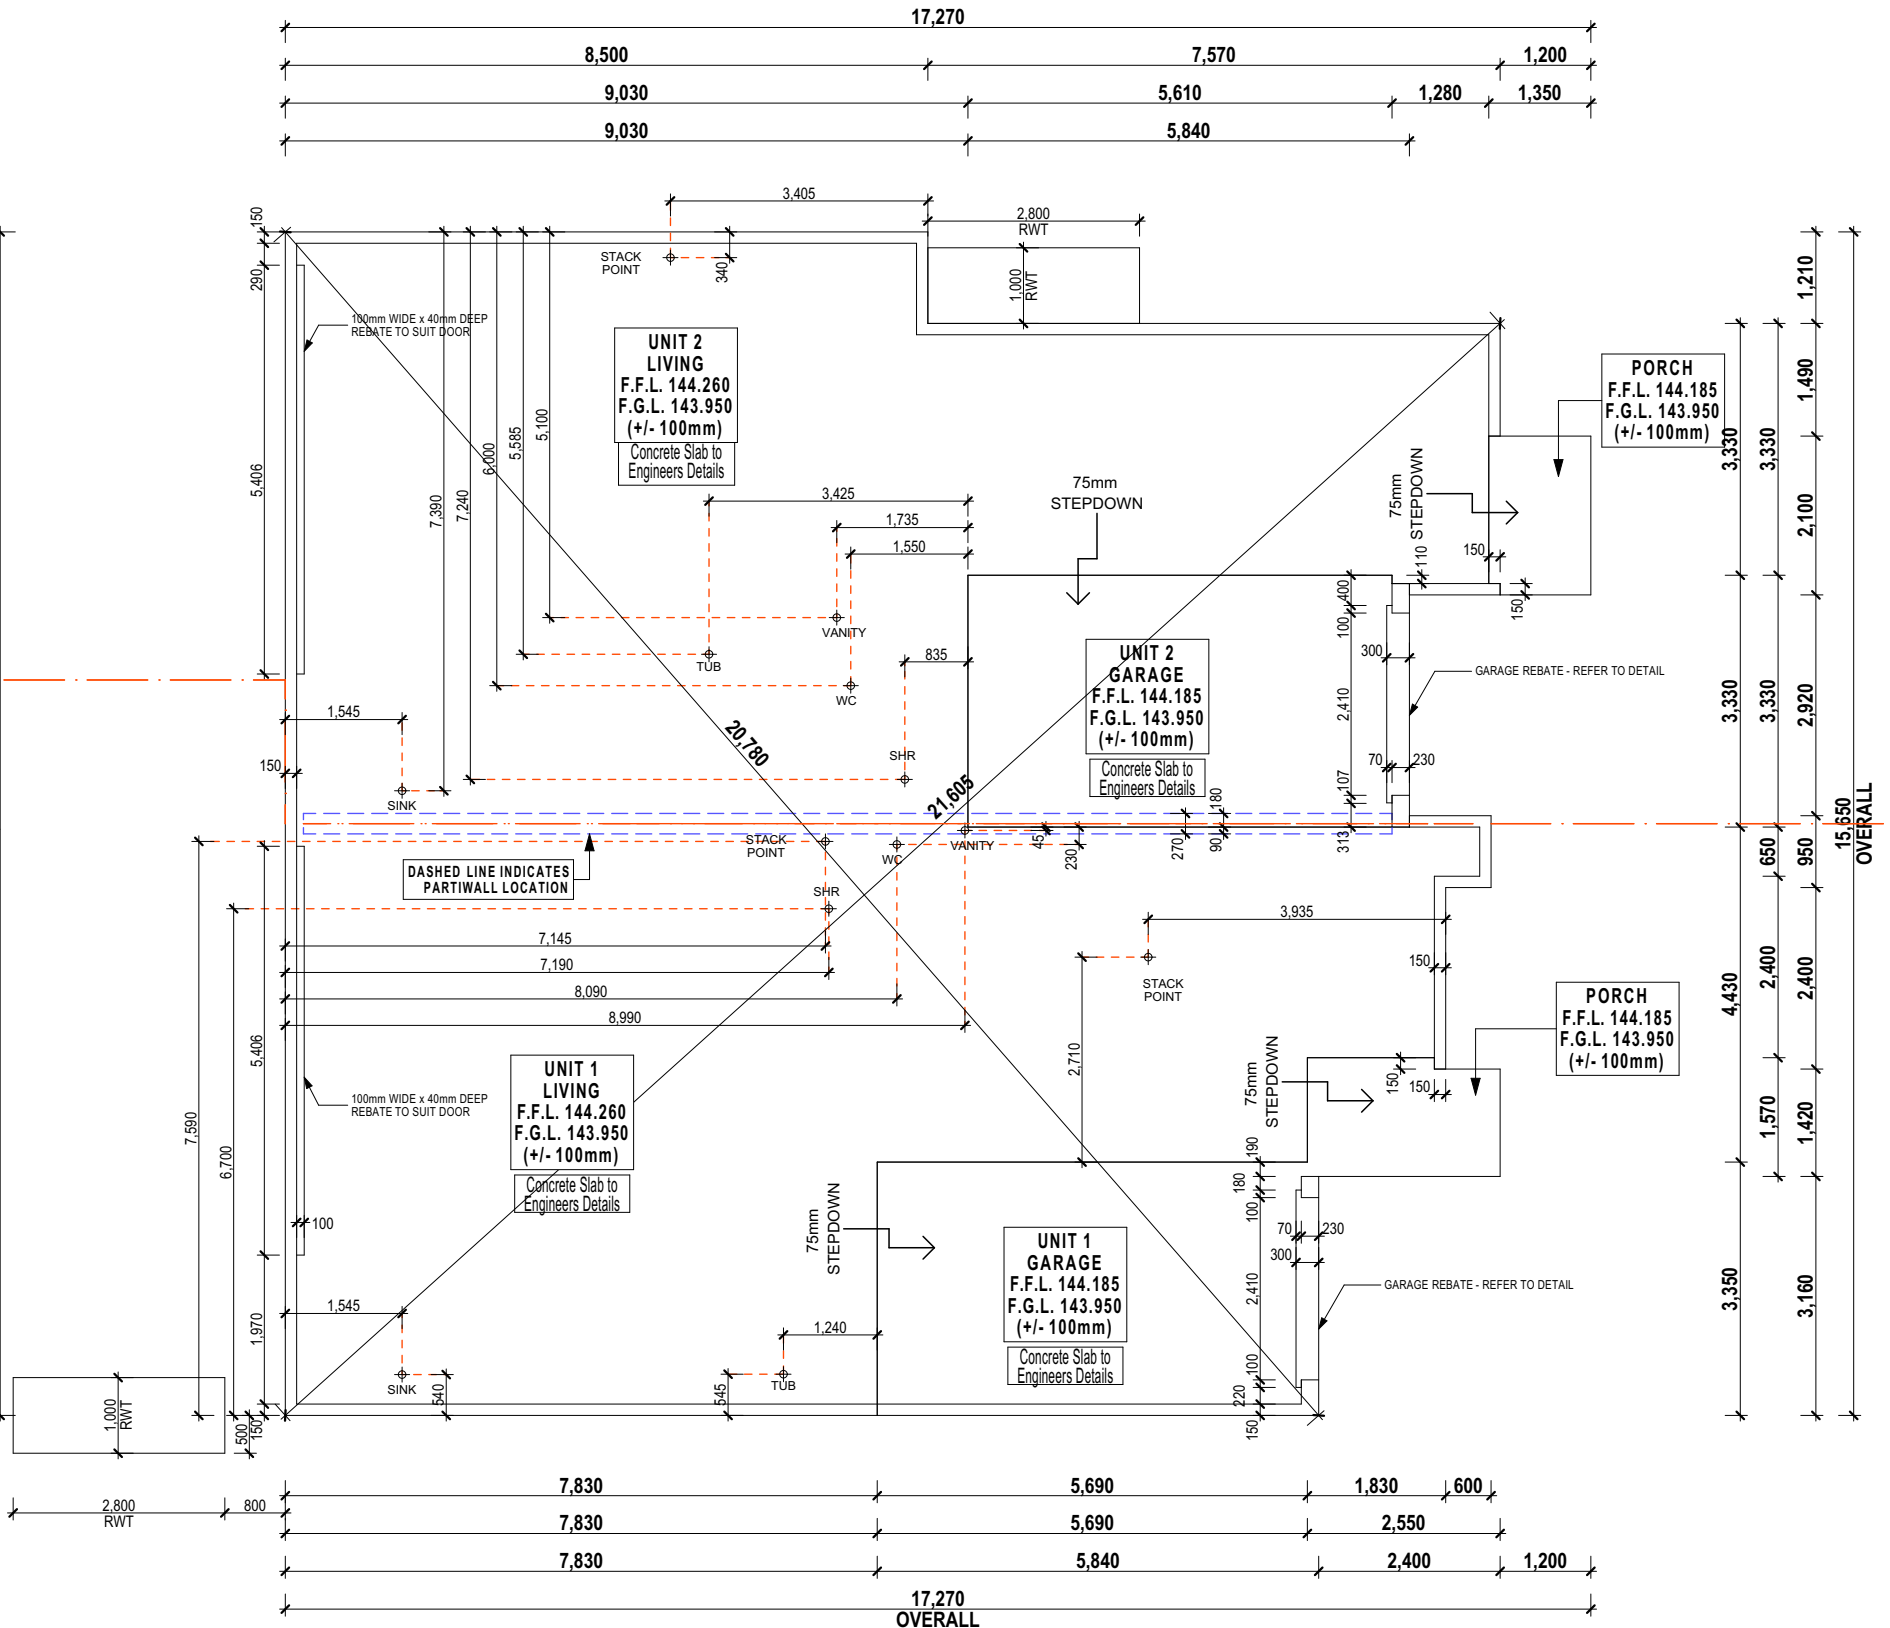 17,270
8,500
7,570
1,200
9,030
5,610
1,280
1,350
9,030
5,840
3,405
2,800
RWT
150
290
STACK
POINT
340
1,000
RWT
1,210
100mm WIDE x 40mm DEEP
REBATE TO SUIT DOOR
UNIT 2
LIVING
F.F.L. 144.260
F.G.L. 143.950
(+/- 100mm)
Concrete Slab to
Engineers Details
PORCH
F.F.L. 144.185
F.G.L. 143.950
(+/- 100mm)
1,490
5,100
5,585
6,000
7,240
7,390
5,406
3,330
3,330
75mm
STEPDOWN
75mm
STEPDOWN
3,425
1,735
1,550
2,100
110
150
400
100
150
VANITY
TUB
WC
835
UNIT 2
GARAGE
F.F.L. 144.185
F.G.L. 143.950
(+/- 100mm)
Concrete Slab to
Engineers Details
300
GARAGE REBATE - REFER TO DETAIL
2,410
3,330
3,330
2,920
1,545
20,780
SHR
70
230
107
150
SINK
21,605
180
15,650
OVERALL
STACK
POINT
WC
VANITY
45
230
270
90
313
650
950
DASHED LINE INDICATES
PARTIWALL LOCATION
SHR
3,935
7,145
7,190
8,090
8,990
STACK
POINT
150
2,400
2,400
4,430
PORCH
F.F.L. 144.185
F.G.L. 143.950
(+/- 100mm)
5,406
2,710
75mm
STEPDOWN
150
150
UNIT 1
LIVING
F.F.L. 144.260
F.G.L. 143.950
(+/- 100mm)
Concrete Slab to
Engineers Details
100mm WIDE x 40mm DEEP
REBATE TO SUIT DOOR
7,590
6,700
1,570
1,420
190
180
100
75mm
STEPDOWN
100
70
230
300
UNIT 1
GARAGE
F.F.L. 144.185
F.G.L. 143.950
(+/- 100mm)
Concrete Slab to
Engineers Details
GARAGE REBATE - REFER TO DETAIL
2,410
3,350
3,160
1,545
1,970
1,240
100
220
150
SINK
540
545
TUB
1,000
RWT
500
150
7,830
5,690
1,830
600
2,800
RWT
800
7,830
5,690
2,550
7,830
5,840
2,400
1,200
17,270
OVERALL